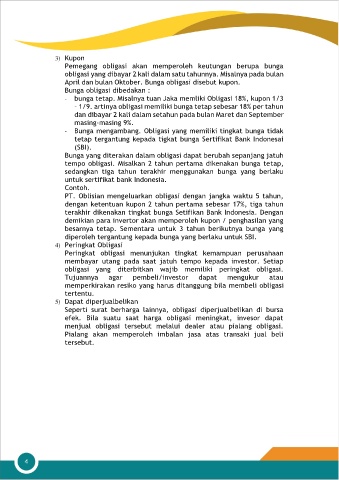 3) Kupon
Pemegang obligasi akan memperoleh keutungan berupa bunga
obligasi yang dibayar 2 kali dalam satu tahunnya. Misalnya pada bulan
April dan bulan Oktober. Bunga obligasi disebut kupon.
Bunga obligasi dibedakan :
- bunga tetap. Misalnya tuan Jaka memliki Obligasi 18%, kupon 1/3
– 1/9. artinya obligasi memiliki bunga tetap sebesar 18% per tahun
dan dibayar 2 kali dalam setahun pada bulan Maret dan September
masing-masing 9%.
- Bunga mengambang. Obligasi yang memiliki tingkat bunga tidak
tetap tergantung kepada tigkat bunga Sertifikat Bank Indonesai
(SBI).
Bunga yang diterakan dalam obligasi dapat berubah sepanjang jatuh
tempo obligasi. Misalkan 2 tahun pertama dikenakan bunga tetap,
sedangkan tiga tahun terakhir menggunakan bunga yang berlaku
untuk sertifikat bank Indonesia.
Contoh.
PT. Oblisian mengeluarkan obligasi dengan jangka waktu 5 tahun,
dengan ketentuan kupon 2 tahun pertama sebesar 17%, tiga tahun
terakhir dikenakan tingkat bunga Setifikan Bank Indonesia. Dengan
demikian para invertor akan memperoleh kupon / penghasilan yang
besarnya tetap. Sementara untuk 3 tahun berikutnya bunga yang
diperoleh tergantung kepada bunga yang berlaku untuk SBI.
4) Peringkat Obligasi
Peringkat obligasi menunjukan tingkat kemampuan perusahaan
membayar utang pada saat jatuh tempo kepada investor. Setiap
obligasi yang diterbitkan wajib memiliki peringkat obligasi.
Tujuannya agar pembeli/investor dapat mengukur atau
memperkirakan resiko yang harus ditanggung bila membeli obligasi
tertentu.
5) Dapat diperjualbelikan
Seperti surat berharga lainnya, obligasi diperjualbelikan di bursa
efek. Bila suatu saat harga obligasi meningkat, invesor dapat
menjual obligasi tersebut melalui dealer atau pialang obligasi.
Pialang akan memperoleh imbalan jasa atas transaki jual beli
tersebut.